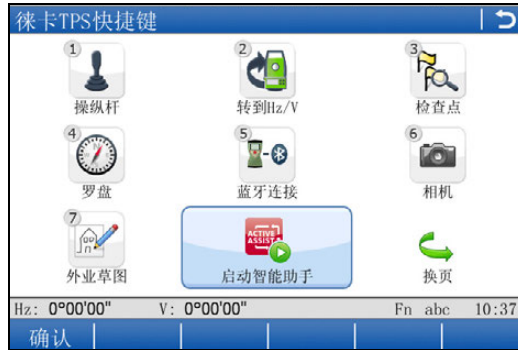 徕卡TPS快捷键
1
2
3
操纵杆
转到Hz/V
检查点
4
5
6
罗盘
蓝牙连接
相机
7
ACTIVE
ASSIST
外业草图
启动智能助手
换页
Hz: 0°00'00" V: 0°00'00" Fn abc 10:37
确认